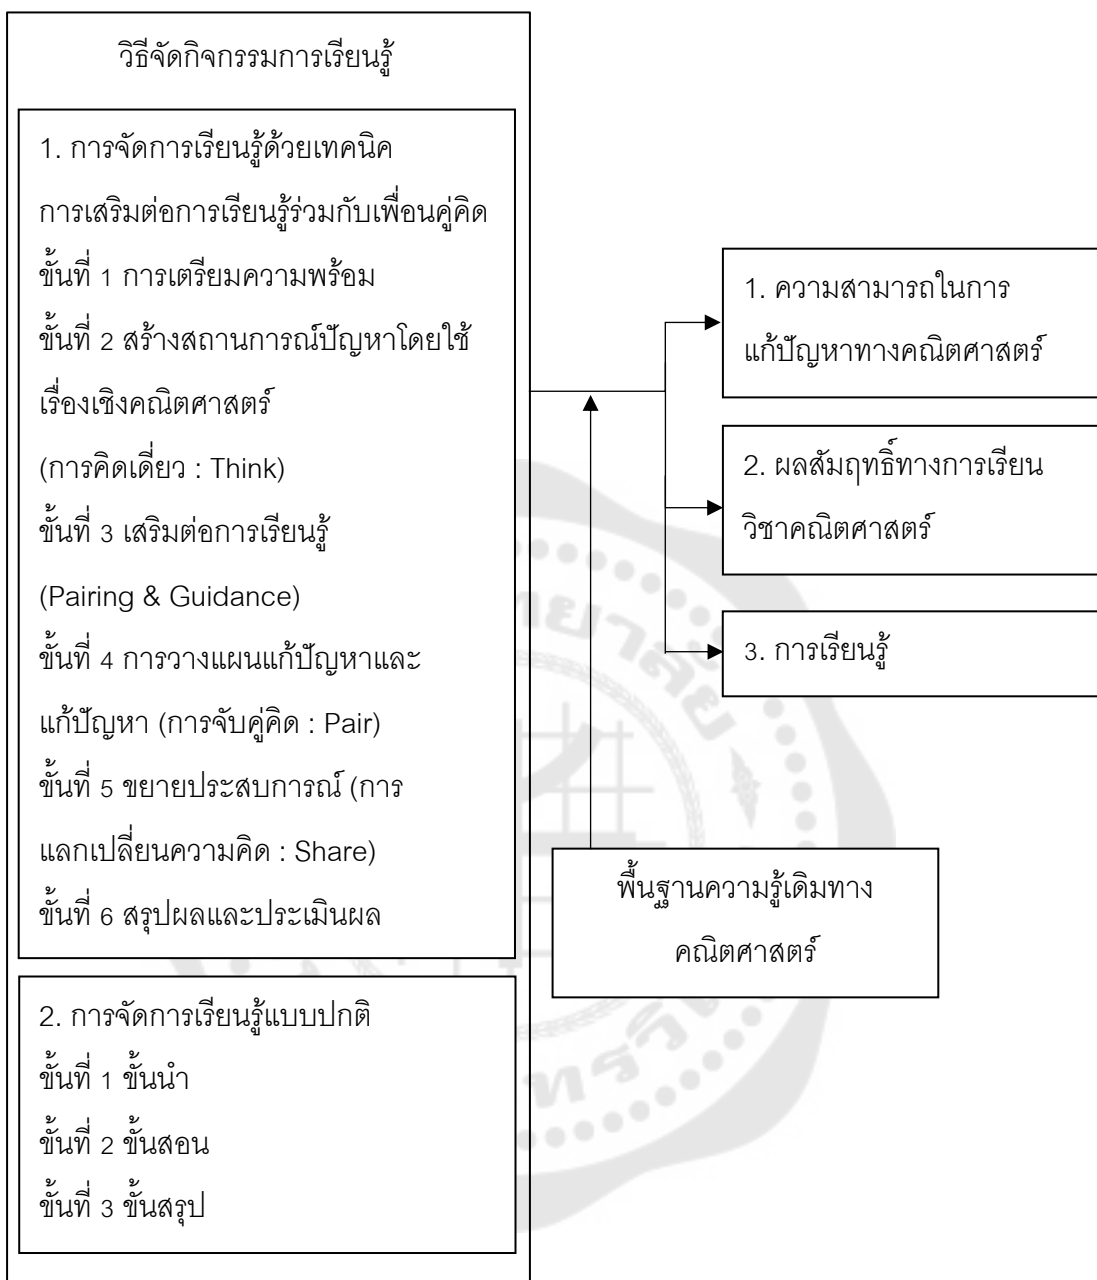 วิธีจัดกิจกรรมการเรียนรู้
1. การจัดการเรียนรู้ด้วยเทคนิค
การเสริมต่อการเรียนรู้ร่วมกับเพื่อนคู่คิด
ขั้นที่ 1 การเตรียมความพร้อม
ขั้นที่ 2 สร้างสถานการณ์ปัญหาโดยใช้
เรื่องเชิงคณิตศาสตร์
(การคิดเดี่ยว : Think)
ขั้นที่ 3 เสริมต่อการเรียนรู้
(Pairing & Guidance)
ขั้นที่ 4 การวางแผนแก้ปัญหาและ
แก้ปัญหา (การจับคู่คิด : Pair)
ขั้นที่ 5 ขยายประสบการณ์ (การ
แลกเปลี่ยนความคิด : Share)
ขั้นที่ 6 สรุปผลและประเมินผล
2. การจัดการเรียนรู้แบบปกติ
ขั้นที่ 1 ขั้นนำ
ขั้นที่ 2 ขั้นสอน
ขั้นที่ 3 ขั้นสรุป
1. ความสามารถในการ
แก้ปัญหาทางคณิตศาสตร์
2. ผลสัมฤทธิ์ทางการเรียน
วิชาคณิตศาสตร์
3. การเรียนรู้
พื้นฐานความรู้เดิมทาง
คณิตศาสตร์